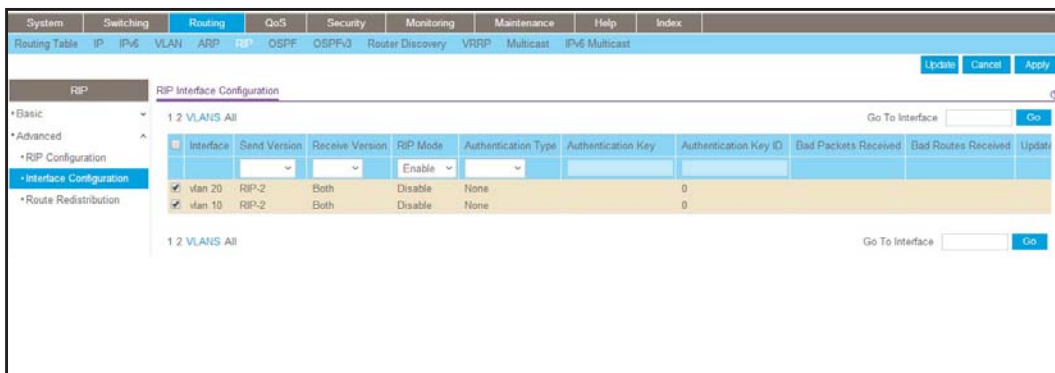 System Switching Routing QoS Security Monitoring Maintenance Help Index
Routing Table IP IPv6 VLAN ARP RIP OSPF OSPFv3 Router Discovery VRRP Multicast IPv6 Multicast
Update Cancel Apply
RIP
RIP Interface Configuration
Basic
Advanced
RIP Configuration
Interface Configuration
Route Redistribution
1 2 VLANS All Go To Interface Go
Interface Send Version Receive Version RIP Mode Authentication Type Authentication Key Authentication Key ID Bad Packets Received Bad Routes Received Update
Enable
vlan 20 RIP-2 Both Disable None 0
vlan 10 RIP-2 Both Disable None 0
1 2 VLANS All Go To Interface Go